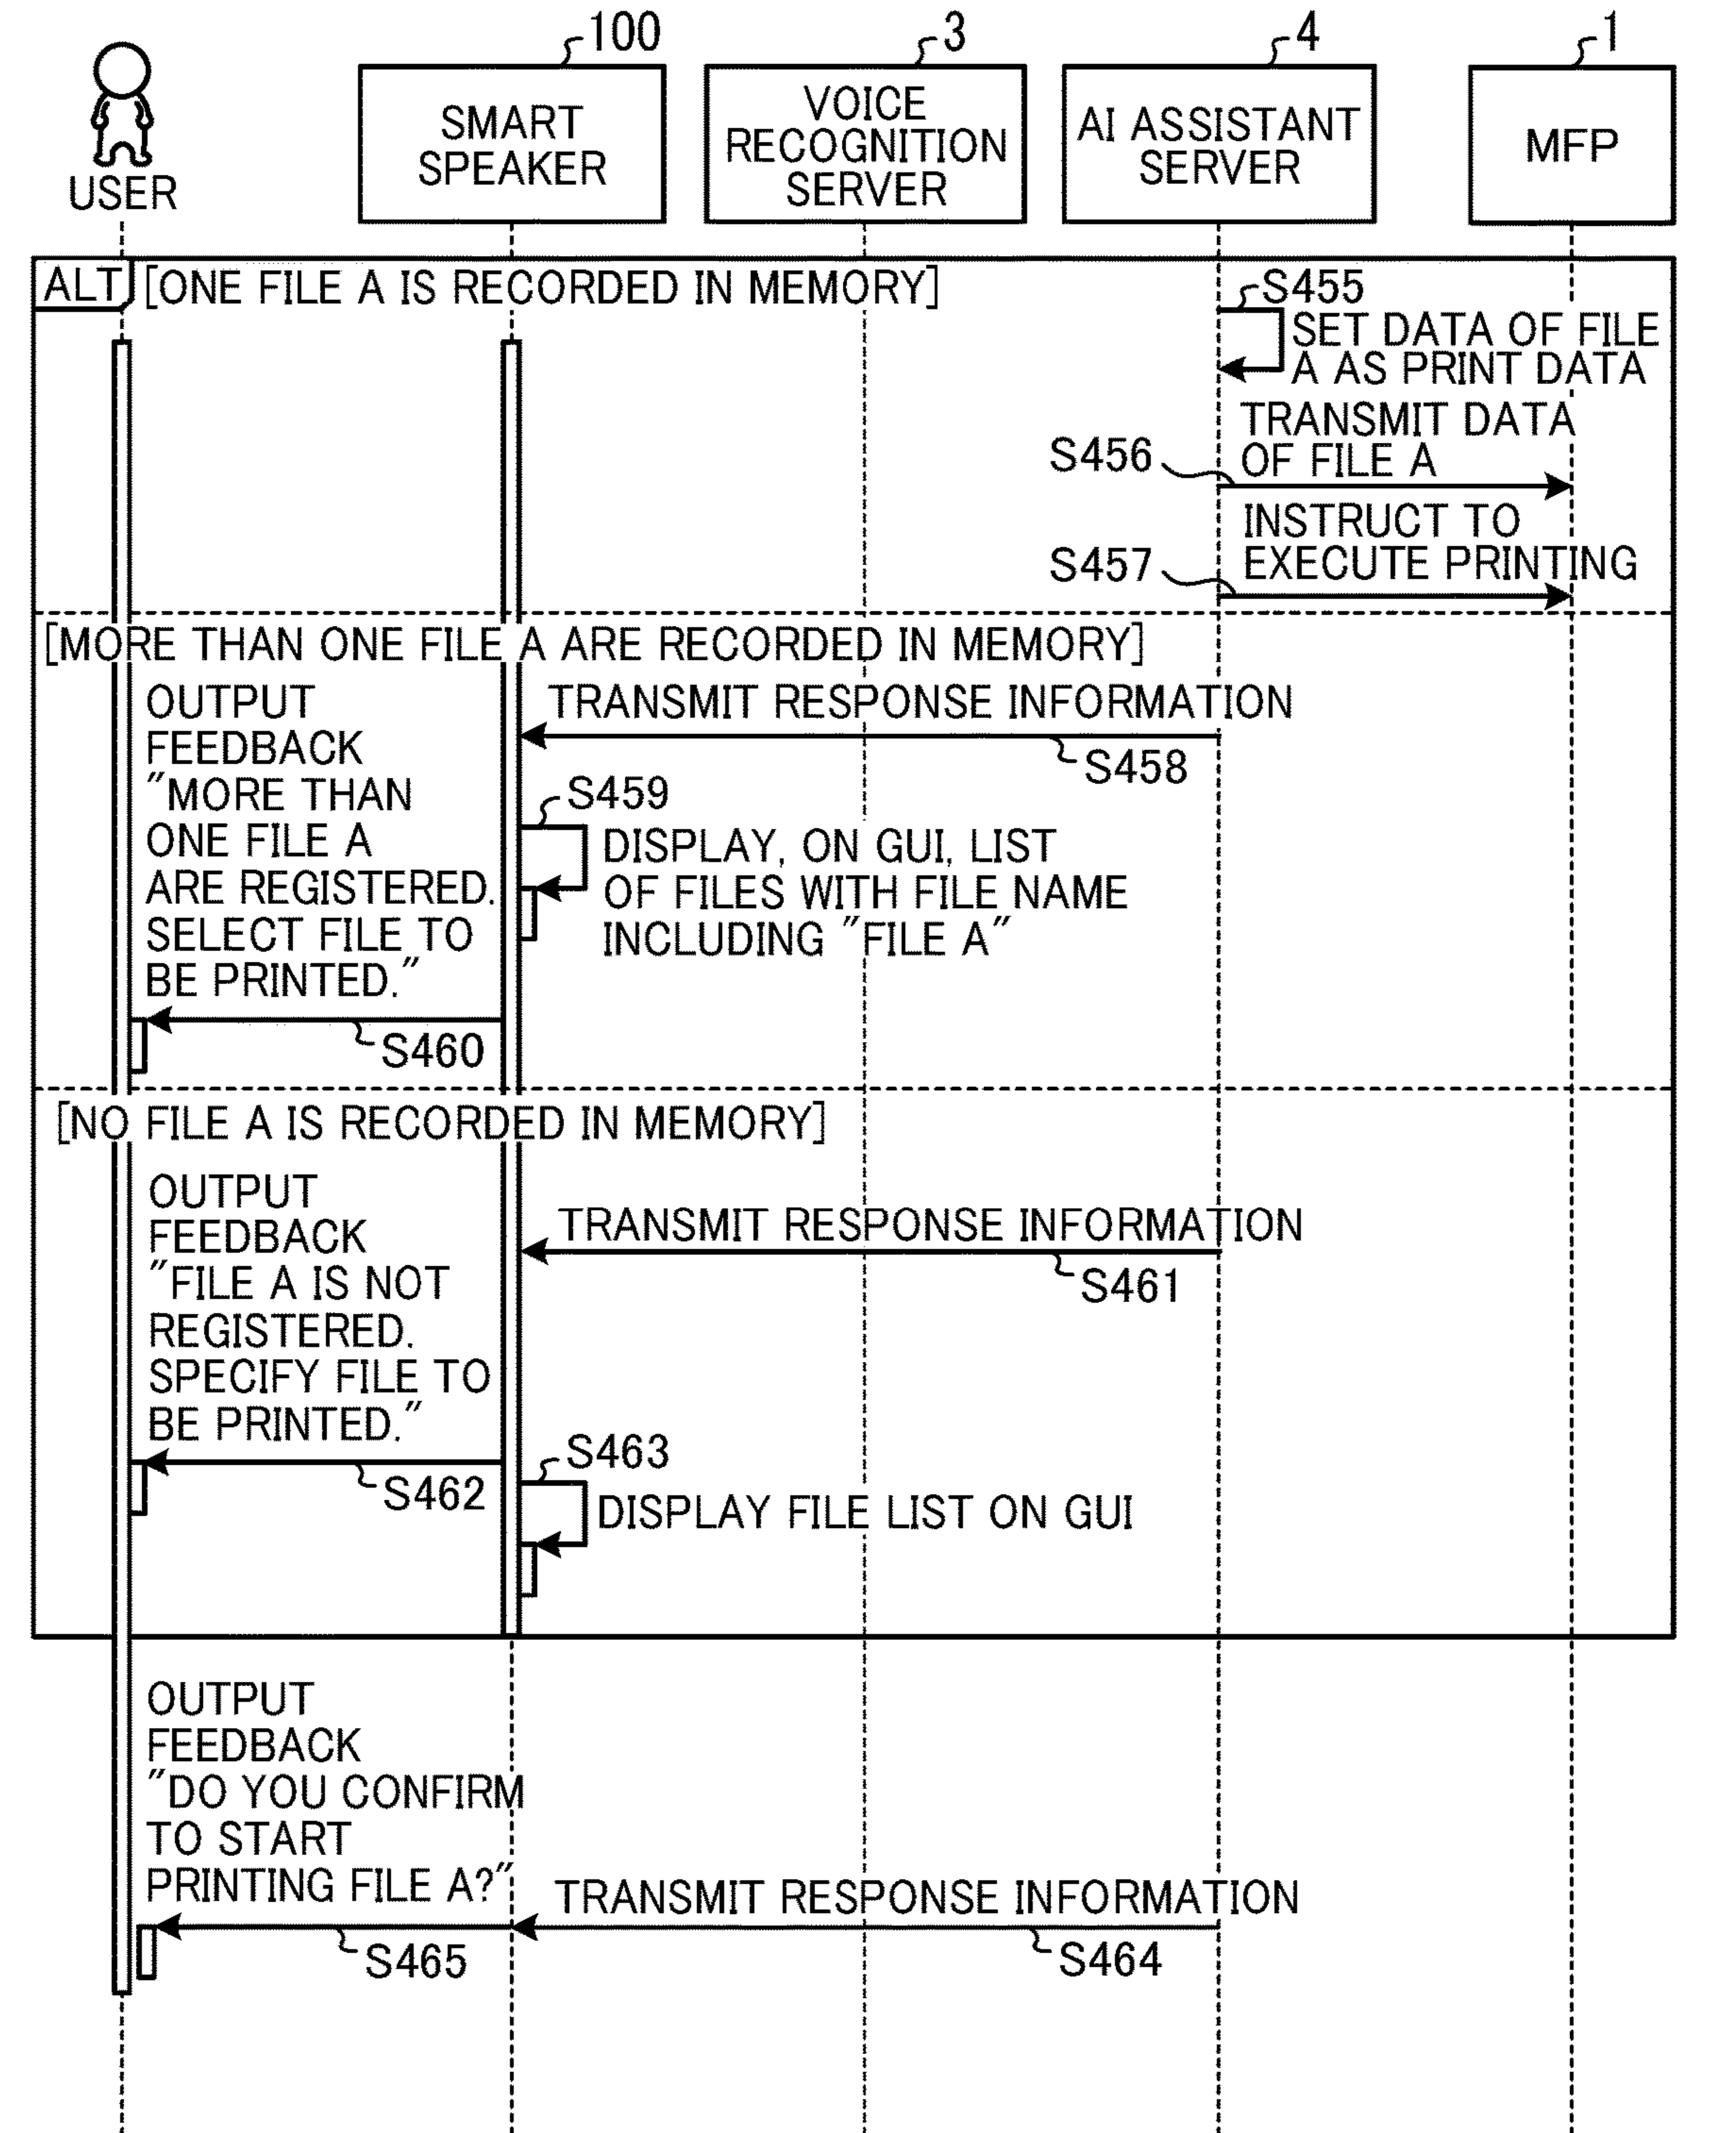 100
3
4
1
USER
SMART
SPEAKER
VOICE
RECOGNITION
SERVER
AI ASSISTANT
SERVER
MFP
ALT
[ONE FILE A IS RECORDED IN MEMORY]
S455
SET DATA OF FILE
A AS PRINT DATA
TRANSMIT DATA
OF FILE A
S456
INSTRUCT TO
EXECUTE PRINTING
S457
[MORE THAN ONE FILE A ARE RECORDED IN MEMORY]
TRANSMIT RESPONSE INFORMATION
S458
S459
DISPLAY, ON GUI, LIST
OF FILES WITH FILE NAME
INCLUDING "FILE A"
OUTPUT
FEEDBACK
"MORE THAN
ONE FILE A
ARE REGISTERED.
SELECT FILE TO
BE PRINTED."
S460
[NO FILE A IS RECORDED IN MEMORY]
TRANSMIT RESPONSE INFORMATION
S461
OUTPUT
FEEDBACK
"FILE A IS NOT
REGISTERED.
SPECIFY FILE TO
BE PRINTED."
S462
S463
DISPLAY FILE LIST ON GUI
OUTPUT
FEEDBACK
"DO YOU CONFIRM
TO START
PRINTING FILE A?"
TRANSMIT RESPONSE INFORMATION
S465
S464